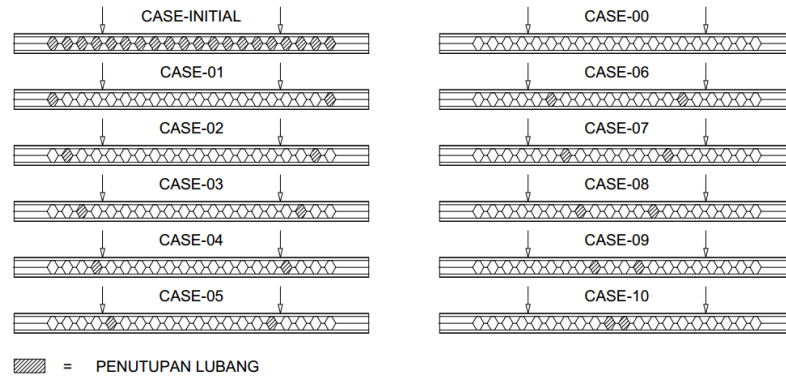 CASE-INITIAL
CASE-00
CASE-01
CASE-06
CASE-02
CASE-07
CASE-03
CASE-08
CASE-04
CASE-09
CASE-05
CASE-10
= PENUTUPAN LUBANG